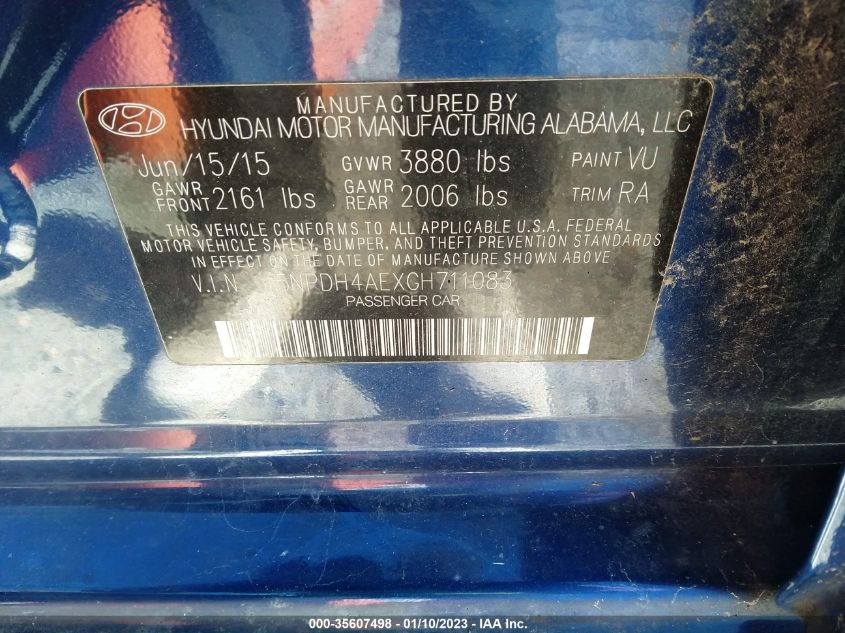 MANUFACTURED BY
HYUNDAI MOTOR MANUFACTURING ALABAMA, LLC
Jun/15/15 GVWR 3880 lbs PAINT VU
GAWR FRONT 2161 lbs GAWR REAR 2006 lbs TRIM RA
THIS VEHICLE CONFORMS TO ALL APPLICABLE U.S.A. FEDERAL
MOTOR VEHICLE SAFETY, BUMPER, AND THEFT PREVENTION STANDARDS
IN EFFECT ON THE DATE OF MANUFACTURE SHOWN ABOVE
V.I.N 5NPDH4AEXGH711083
PASSENGER CAR
000-35607498 - 01/10/2023 - IAA Inc.